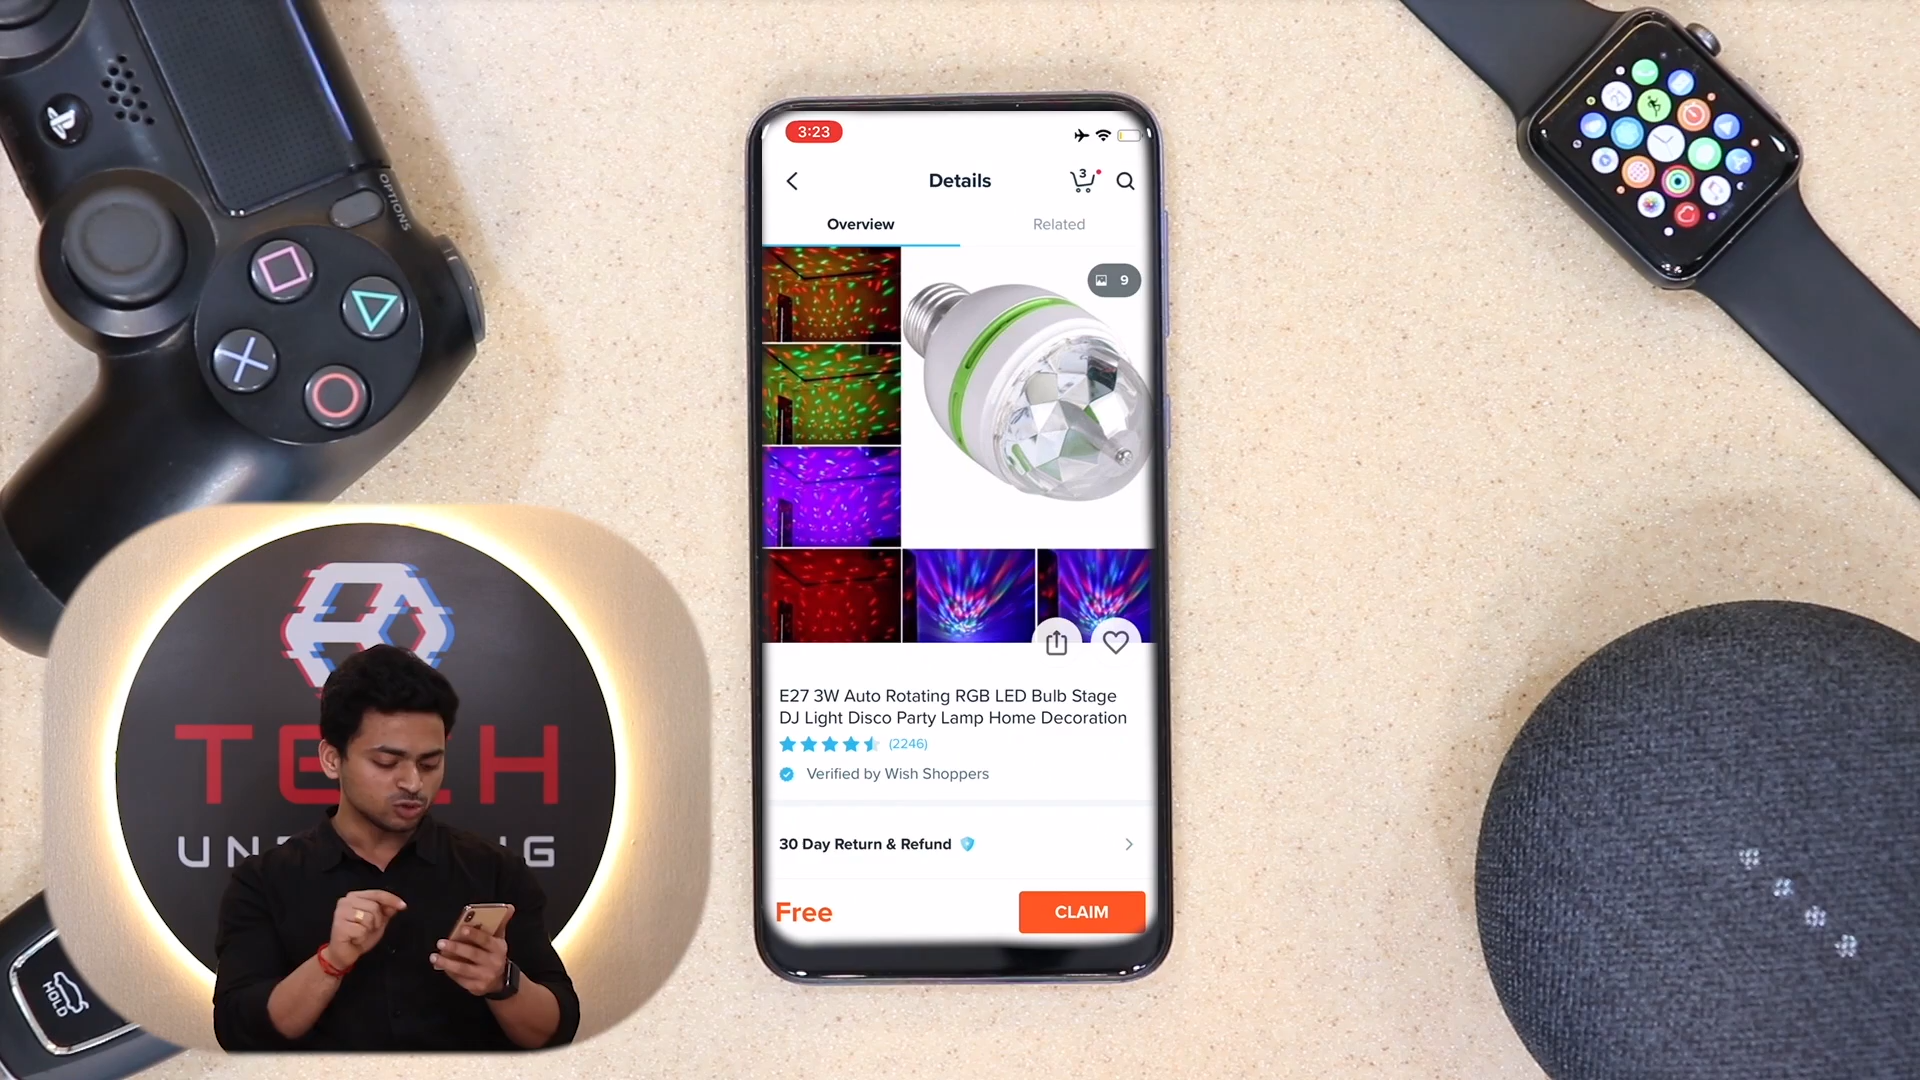 OPTIONS
3:23
Details
3
Overview
Related
9
E27 3W Auto Rotating RGB LED Bulb Stage
DJ Light Disco Party Lamp Home Decoration
(2246)
Verified by Wish Shoppers
30 Day Return & Refund
Free
CLAIM
TECH
HOLD